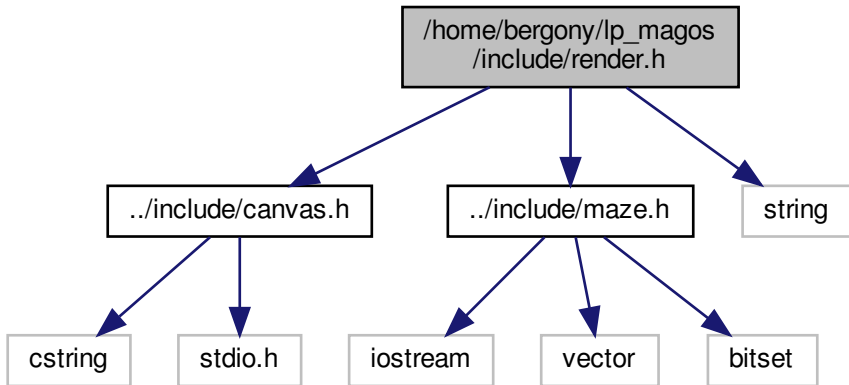 /home/bergony/lp_magos
/include/render.h
../include/canvas.h
../include/maze.h
string
cstring
stdio.h
iostream
vector
bitset